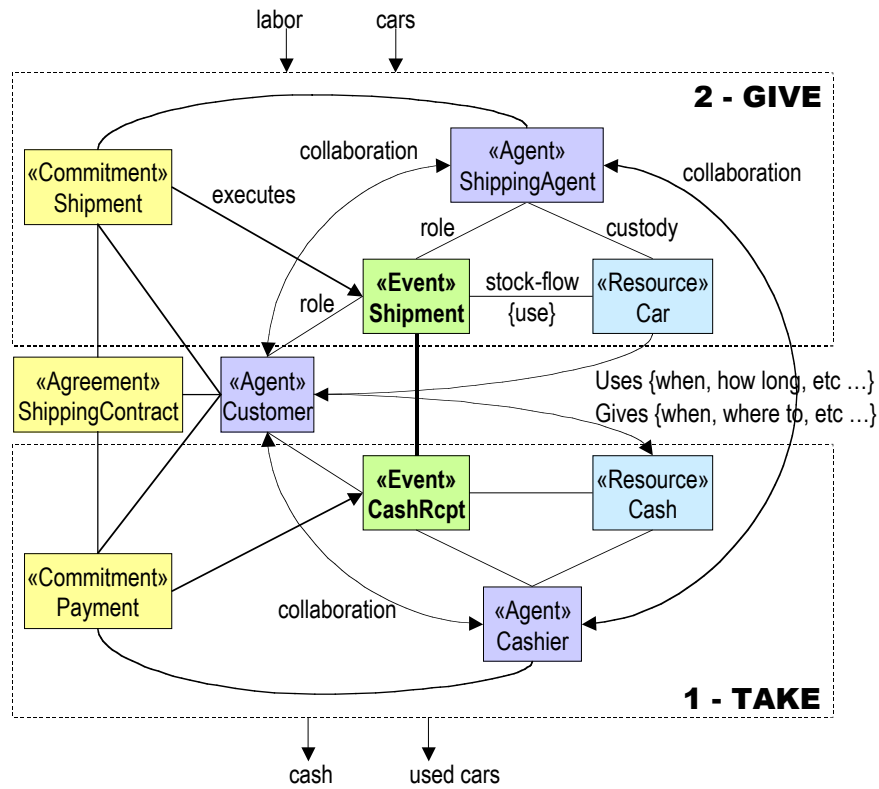 labor
cars
2 - GIVE
«Commitment»
Shipment
collaboration
«Agent»
ShippingAgent
collaboration
executes
role
custody
role
«Event»
Shipment
stock-flow
{use}
«Resource»
Car
«Agreement»
ShippingContract
«Agent»
Customer
Uses {when, how long, etc ...}
Gives {when, where to, etc ...}
«Event»
CashRcpt
«Resource»
Cash
«Commitment»
Payment
collaboration
«Agent»
Cashier
1 - TAKE
cash
used cars